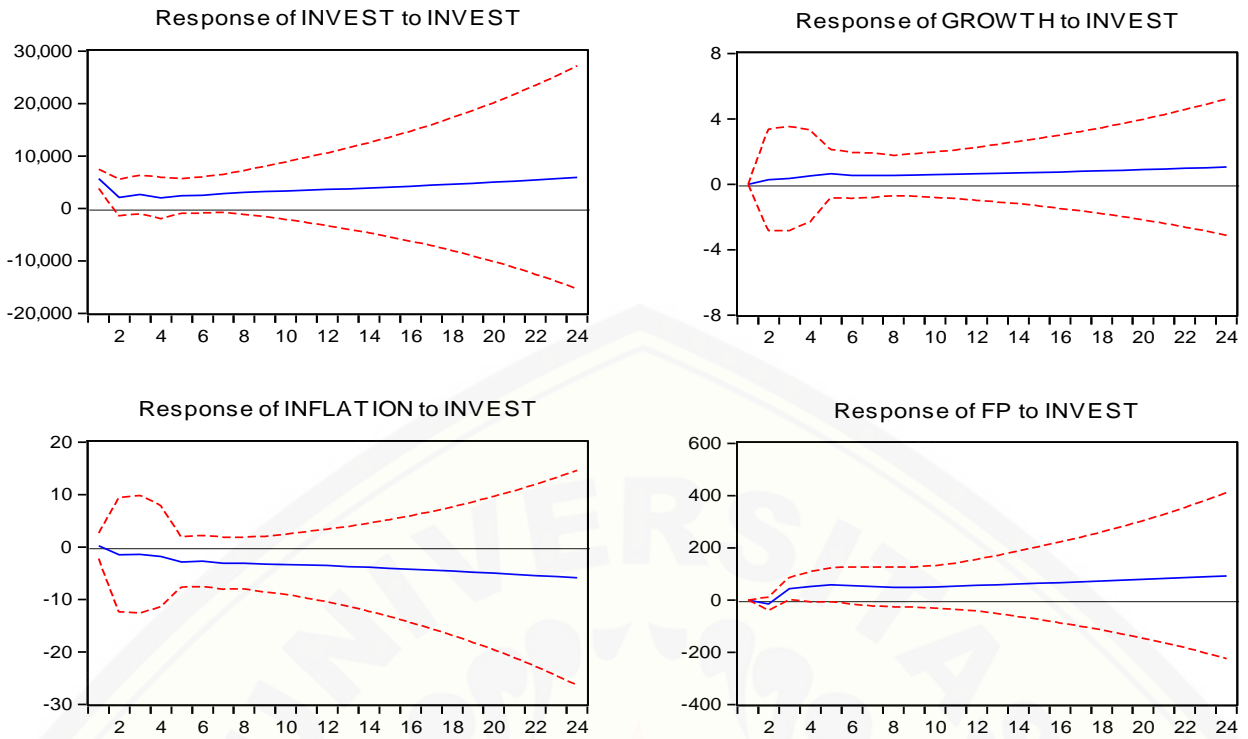 Response of INVEST to INVEST
30,000
20,000
10,000
0
-10,000
-20,000
2 4 6 8 10 12 14 16 18 20 22 24
Response of GROWTH to INVEST
8
4
0
-4
-8
2 4 6 8 10 12 14 16 18 20 22 24
Response of INFLATION to INVEST
20
10
0
-10
-20
-30
2 4 6 8 10 12 14 16 18 20 22 24
Response of FP to INVEST
600
400
200
0
-200
-400
2 4 6 8 10 12 14 16 18 20 22 24
UNIVERSITAS